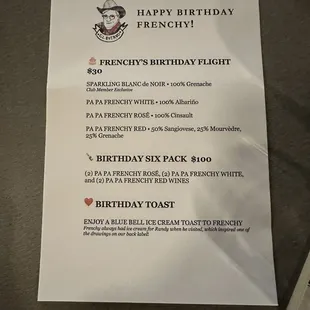 HAPPY BIRTHDAY
FRENCHY!
FRENCHY'S BIRTHDAY FLIGHT
$30
SPARKLING BLANC de NOIR • 100% Grenache
Club Member Exclusive
PA PA FRENCHY WHITE • 100% Albariño
PA PA FRENCHY ROSÉ • 100% Cinsault
PA PA FRENCHY RED • 50% Sangiovese, 25% Mourvèdre,
25% Grenache
BIRTHDAY SIX PACK $100
(2) PA PA FRENCHY ROSÉ, (2) PA PA FRENCHY WHITE,
and (2) PA PA FRENCHY RED WINES
BIRTHDAY TOAST
ENJOY A BLUE BELL ICE CREAM TOAST TO FRENCHY
Frenchy always had ice cream for Randy when he visited, which inspired one of
the drawings on our back label!